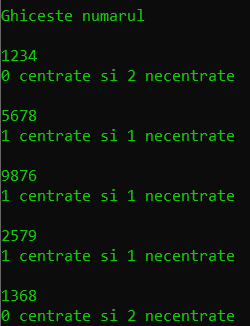 Ghiceste numarul
1234
0 centrate si 2 necentrate
5678
1 centrate si 1 necentrate
9876
1 centrate si 1 necentrate
2579
1 centrate si 1 necentrate
1368
0 centrate si 2 necentrate